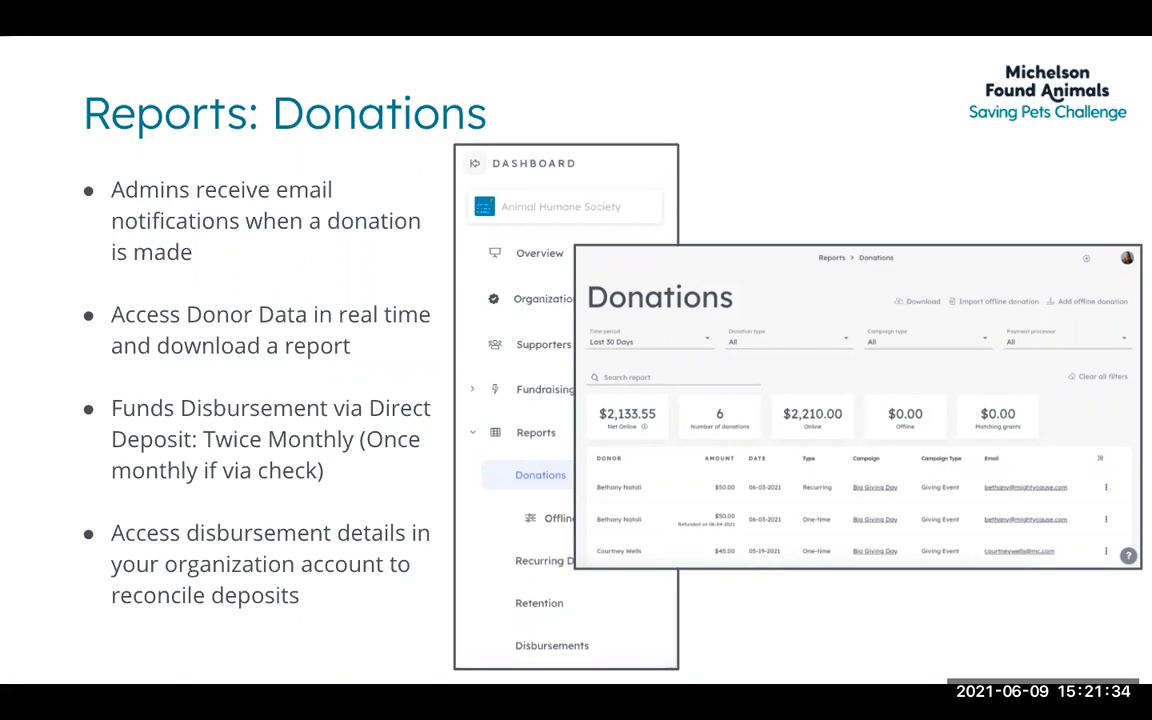 Michelson
Found Animals
Saving Pets Challenge
Reports: Donations
● Admins receive email
notifications when a donation
is made
● Access Donor Data in real time
and download a report
● Funds Disbursement via Direct
Deposit: Twice Monthly (Once
monthly if via check)
● Access disbursement details in
your organization account to
reconcile deposits
DASHBOARD
Animal Humane Society
Overview
Organizatio
Supporters
Fundraising
Reports
Donations
Offlin
Recurring D
Retention
Disbursements
Reports > Donations
Donations
Download Import offline donation Add offline donation
Time period Donation type Campaign type Payment processor
Last 30 Days All All All
Search report Clear all filters
$2,133.55 6 $2,210.00 $0.00 $0.00
Net Online Number of donations Online Offline Matching grants
DONOR AMOUNT DATE Type Campaign Campaign Type Email
Bethany Natoli $50.00 06-03-2021 Recurring Big Giving Day Giving Event bethany@mightycause.com
Bethany Natoli $50.00 06-03-2021 One-time Big Giving Day Giving Event bethany@mightycause.com
Refunded on 06-04-2021
Courtney Wells $45.00 05-19-2021 One-time Big Giving Day Giving Event courtneywells@mc.com
?
2021-06-09 15:21:34